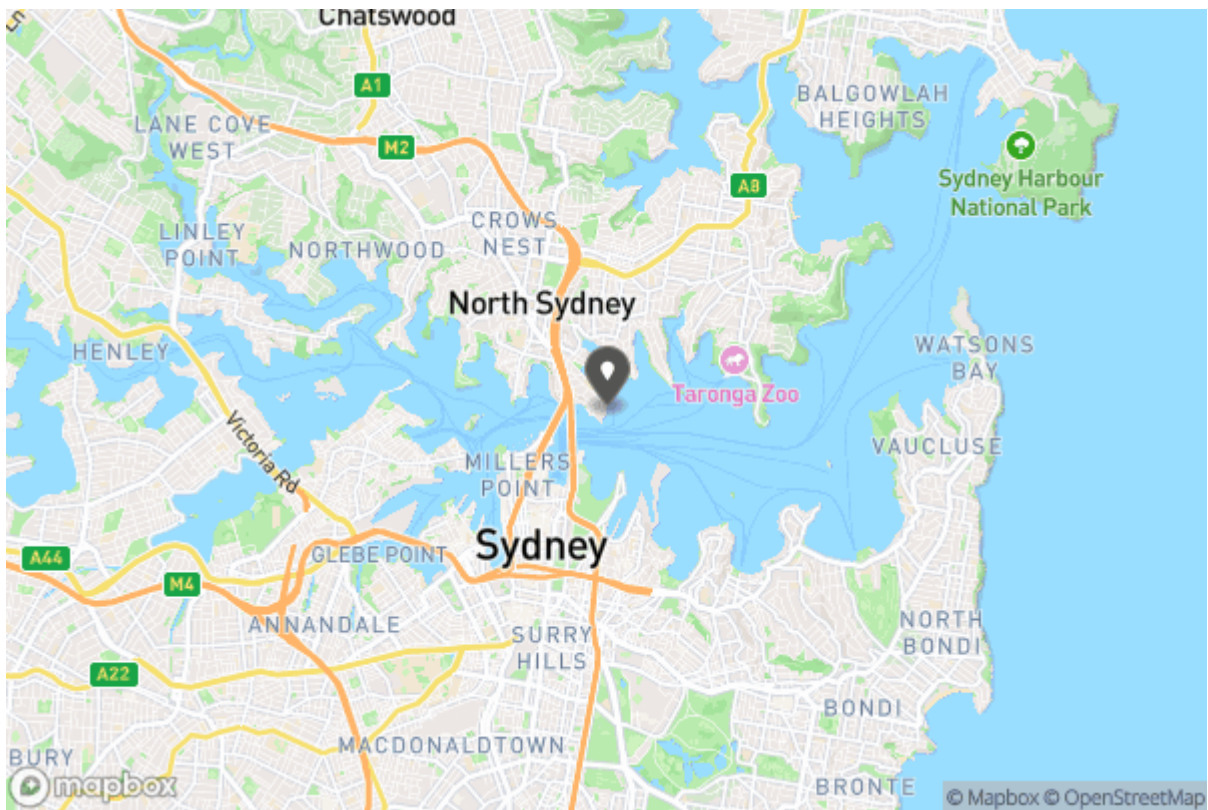 Chatswood
A1
BALGOWLAH
HEIGHTS
LANE COVE
WEST
M2
Sydney Harbour
National Park
A8
CROWS
NEST
LINLEY
POINT
NORTHWOOD
North Sydney
HENLEY
WATSONS
BAY
Taronga Zoo
Victoria Rd
VAUCLUSE
MILLERS
POINT
Sydney
A44
GLEBE POINT
M4
ANNANDALE
NORTH
BONDI
SURRY
HILLS
A22
BONDI
MACDONALDTOWN
BURY
BRONTE
mapbox
© Mapbox © OpenStreetMap